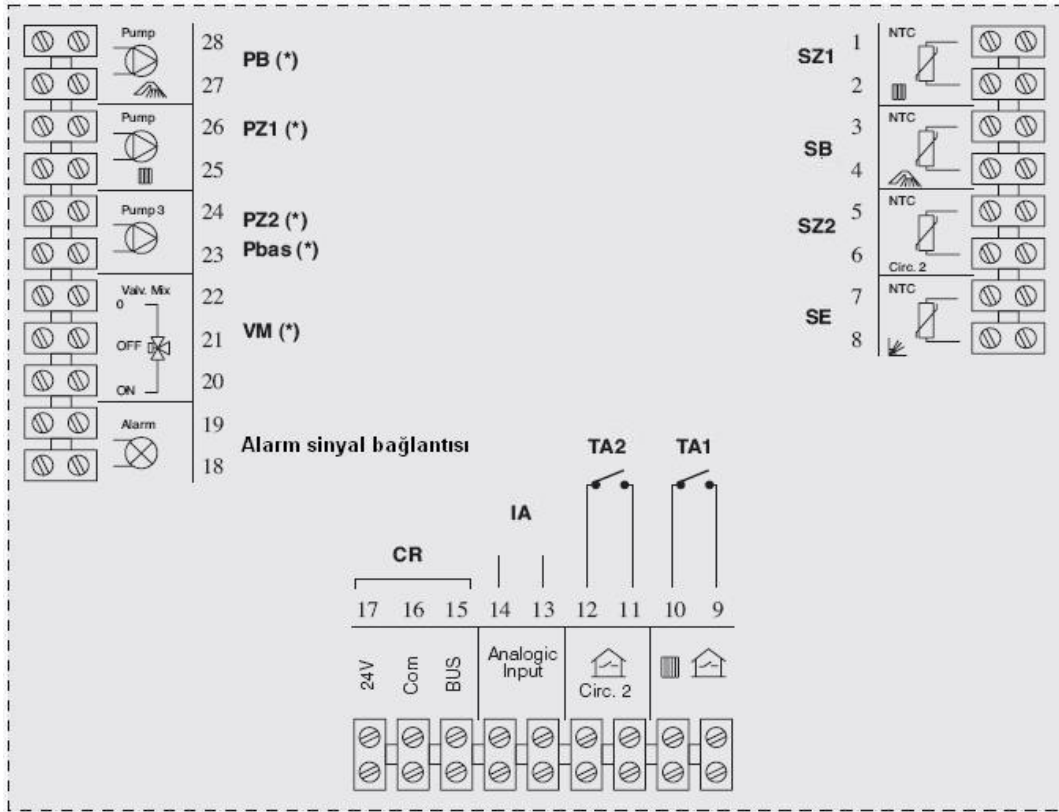 Pump
28
PB (*)
27
Pump
26
PZ1 (*)
25
Pump 3
24
PZ2 (*)
23
Pbas (*)
Valv. Mix
22
0
OFF
21
VM (*)
ON
20
Alarm
19
Alarm sinyal bağlantısı
18
SZ1
1
NTC
2
SB
3
NTC
4
SZ2
5
NTC
6
Circ. 2
SE
7
NTC
8
TA2
TA1
IA
CR
17 16 15 14 13 12 11 10 9
24V
Com
BUS
Analogic
Input
Circ. 2